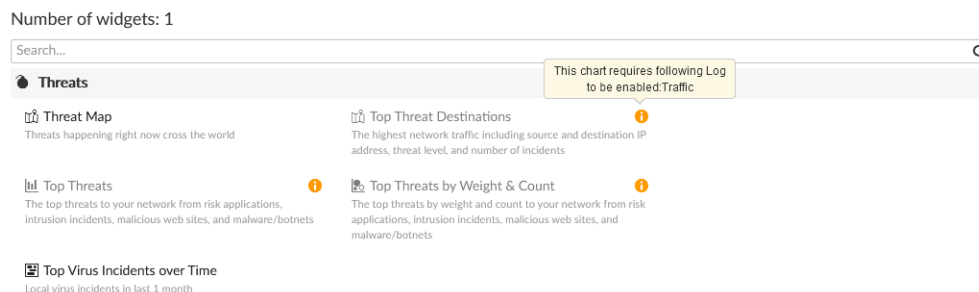 Number of widgets: 1
Search...
This chart requires following Log
to be enabled:Traffic
Threats
Threat Map
Threats happening right now cross the world
Top Threat Destinations
The highest network traffic including source and destination IP
address, threat level, and number of incidents
Top Threats
The top threats to your network from risk applications,
intrusion incidents, malicious web sites, and malware/botnets
Top Threats by Weight & Count
The top threats by weight and count to your network from risk
applications, intrusion incidents, malicious web sites, and
malware/botnets
Top Virus Incidents over Time
Local virus incidents in last 1 month